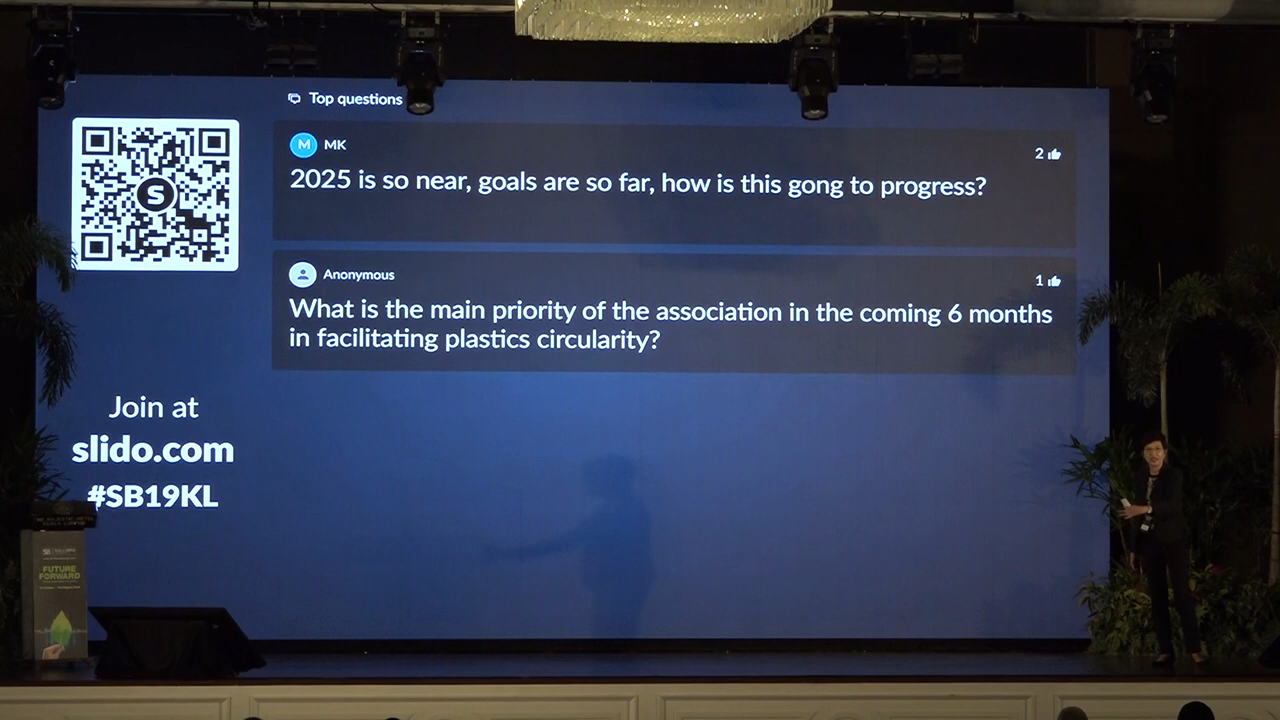 Top questions
M MK
2
2025 is so near, goals are so far, how is this gong to progress?
Anonymous
1
What is the main priority of the association in the coming 6 months
in facilitating plastics circularity?
S
Join at
slido.com
#SB19KL
FUTURE
FORWARD